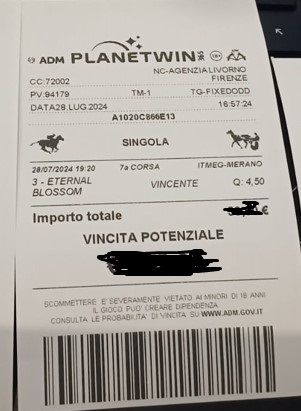 ADM PLANETWIN365 18+
NC-AGENZIA LIVORNO
CC:72002 FIRENZE
PV:94179 TM-1 TG-FIXEDODD
DATA28.LUG.2024 16:57:24
A1020C866E13
SINGOLA
28/07/2024 19:20 7a CORSA ITMEG-MERANO
3 - ETERNAL BLOSSOM VINCENTE Q: 4,50
Importo totale €
VINCITA POTENZIALE
SCOMMETTERE E' SEVERAMENTE VIETATO AI MINORI DI 18 ANNI
IL GIOCO PUO' CREARE DIPENDENZA
CONSULTA LE PROBABILITA' DI VINCITA SU WWW.ADM.GOV.IT